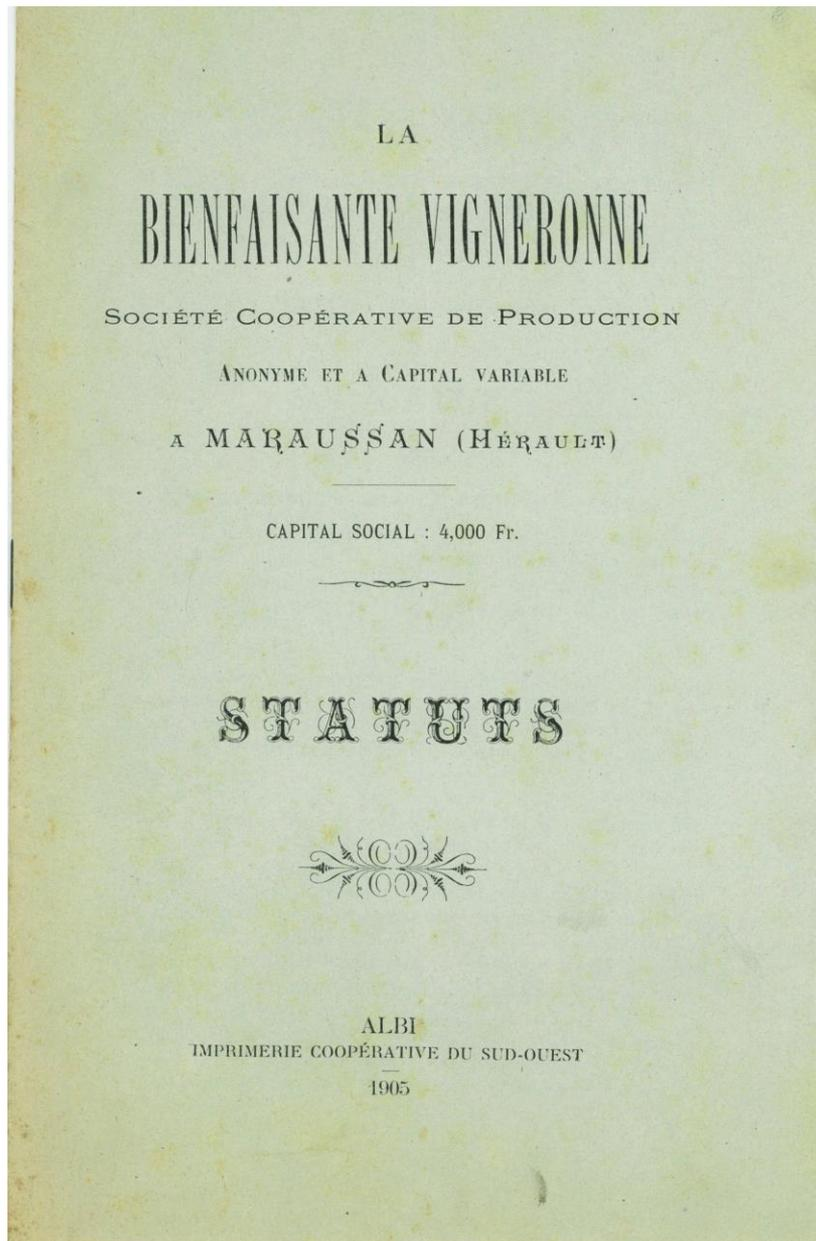 LA
BIENFAISANTE VIGNERONNE
SOCIÉTÉ COOPÉRATIVE DE PRODUCTION
ANONYME ET A CAPITAL VARIABLE
A MARAUSSAN (HÉRAULT)
CAPITAL SOCIAL : 4,000 Fr.
STATUTS
ALBI
IMPRIMERIE COOPÉRATIVE DU SUD-OUEST
1905